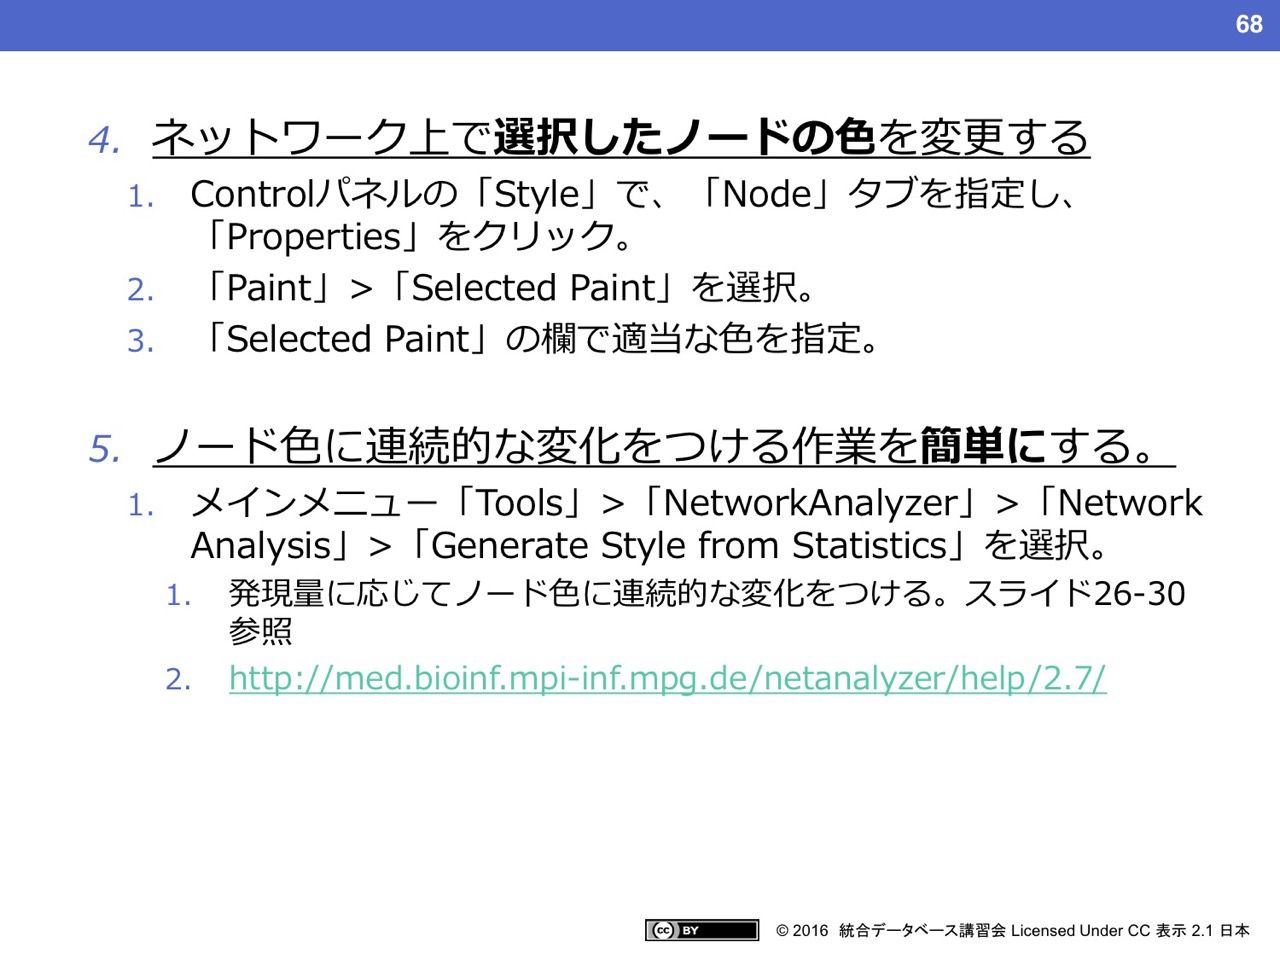 68
4. ネットワーク上で選択したノードの色を変更する
1. Controlパネルの「Style」で、「Node」タブを指定し、
「Properties」をクリック。
2. 「Paint」>「Selected Paint」を選択。
3. 「Selected Paint」の欄で適当な色を指定。
5. ノード色に連続的な変化をつける作業を簡単にする。
1. メインメニュー「Tools」>「NetworkAnalyzer」>「Network
Analysis」>「Generate Style from Statistics」を選択。
1. 発現量に応じてノード色に連続的な変化をつける。スライド26-30
参照
2. http://med.bioinf.mpi-inf.mpg.de/netanalyzer/help/2.7/
cc BY © 2016 統合データベース講習会 Licensed Under CC 表示 2.1 日本